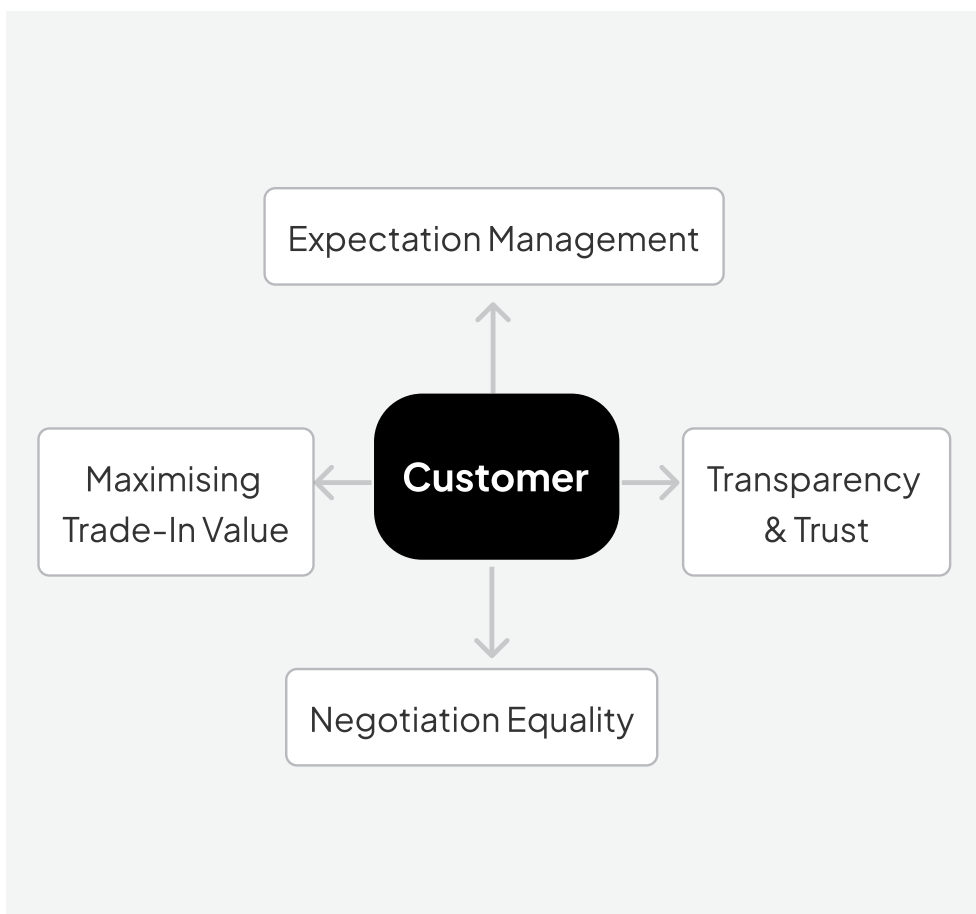 Expectation Management
Maximising
Trade-In Value
Customer
Transparency
& Trust
Negotiation Equality